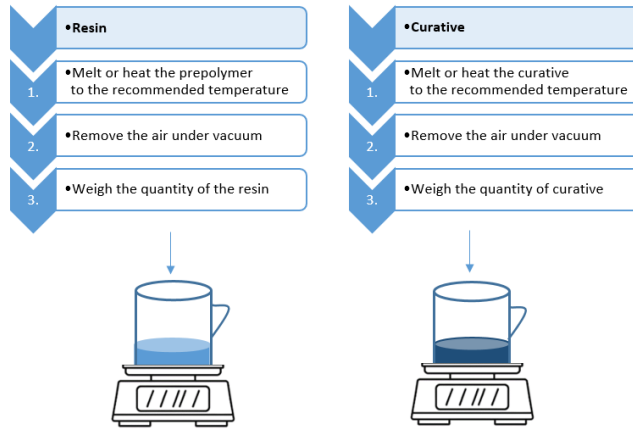 •Resin
1.
•Melt or heat the prepolymer
to the recommended temperature
2.
•Remove the air under vacuum
3.
•Weigh the quantity of the resin
•Curative
1.
•Melt or heat the curative
to the recommended temperature
2.
•Remove the air under vacuum
3.
•Weigh the quantity of curative